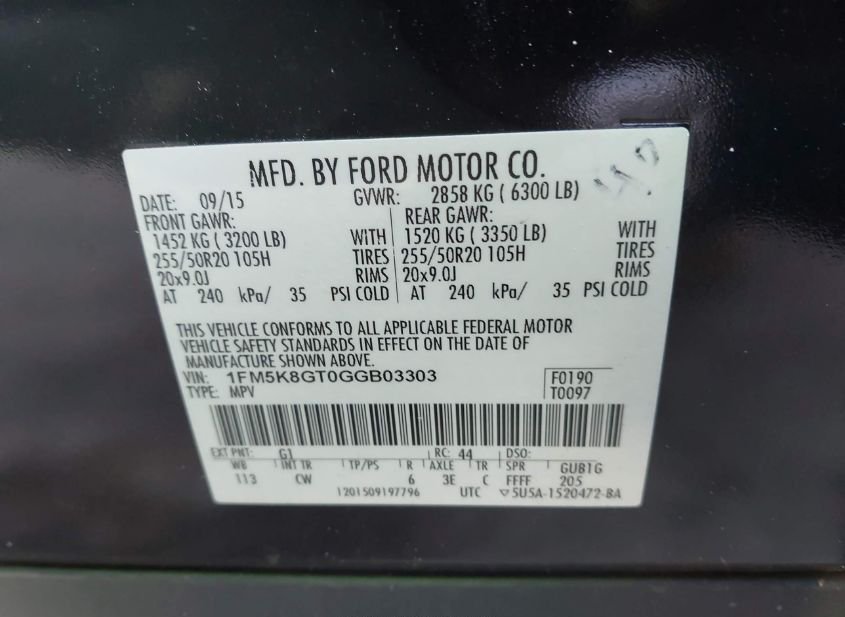 MFD. BY FORD MOTOR CO.
DATE: 09/15 GVWR: 2858 KG ( 6300 LB)
FRONT GAWR: REAR GAWR:
1452 KG ( 3200 LB) WITH 1520 KG ( 3350 LB) WITH
255/50R20 105H TIRES 255/50R20 105H TIRES
20x9.0J RIMS 20x9.0J RIMS
AT 240 kPa/ 35 PSI COLD AT 240 kPa/ 35 PSI COLD
THIS VEHICLE CONFORMS TO ALL APPLICABLE FEDERAL MOTOR
VEHICLE SAFETY STANDARDS IN EFFECT ON THE DATE OF
MANUFACTURE SHOWN ABOVE.
VIN: 1FM5K8GT0GGB03303 F0190
TYPE: MPV T0097
EXT PNT: G1 RC: 44 DSO:
WB INT TR TP/PS R AXLE TR SPR GUB1G
113 CW 6 3E C FFFF 205
1201509197796 UTC ▽5U5A-1520472-BA